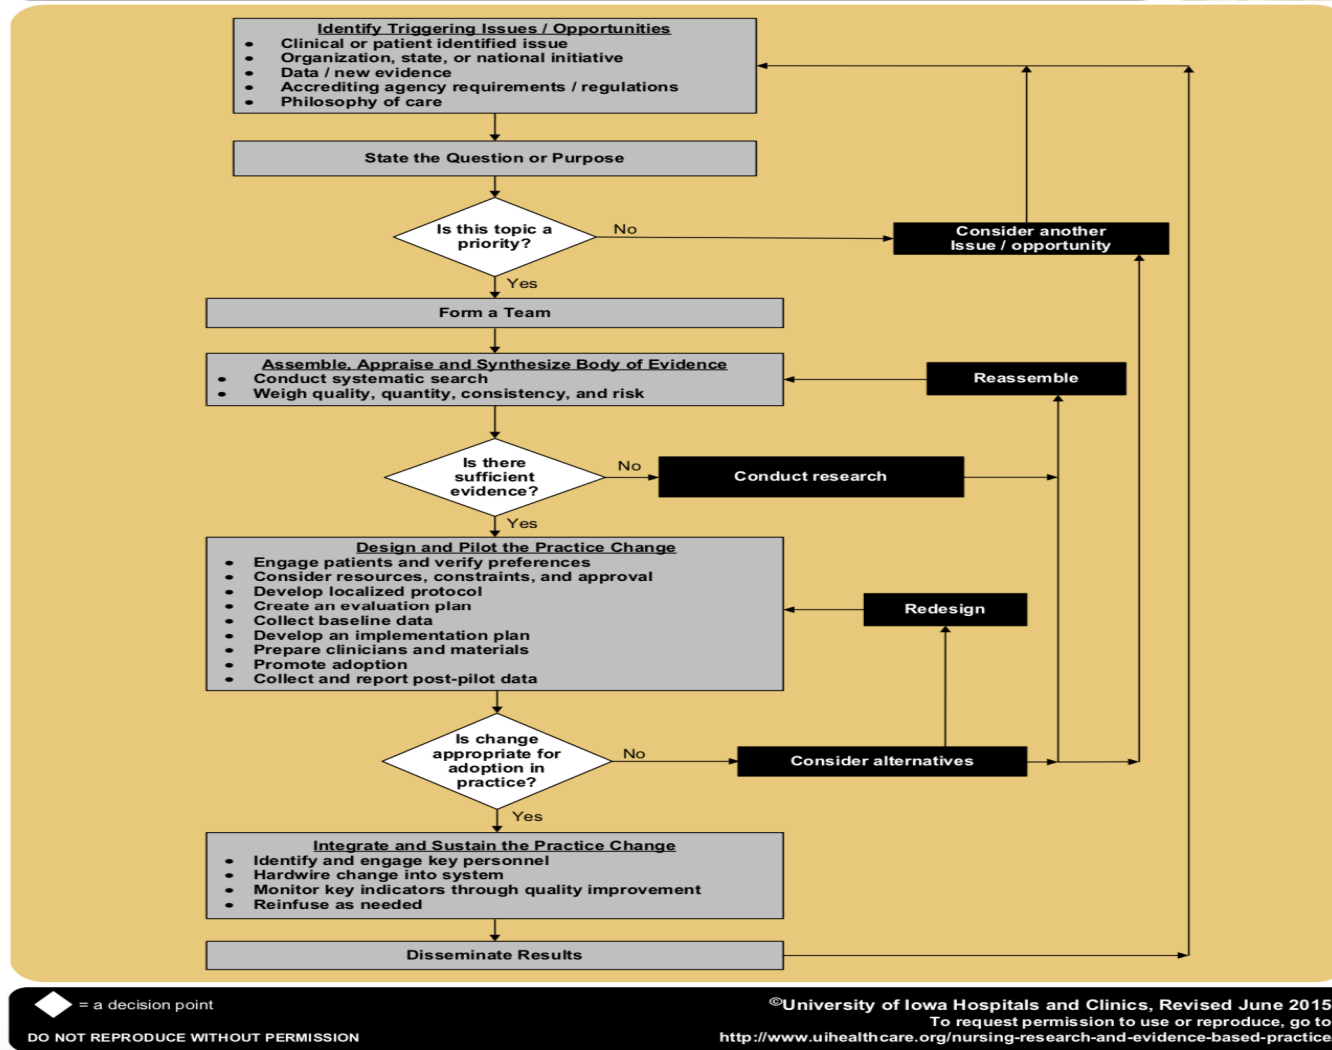 Identify Triggering Issues / Opportunities
• Clinical or patient identified issue
• Organization, state, or national initiative
• Data / new evidence
• Accrediting agency requirements / regulations
• Philosophy of care
State the Question or Purpose
Is this topic a
priority?
No
Consider another
Issue / opportunity
Yes
Form a Team
Assemble, Appraise and Synthesize Body of Evidence
• Conduct systematic search
• Weigh quality, quantity, consistency, and risk
Reassemble
Is there
sufficient
evidence?
No
Conduct research
Yes
Design and Pilot the Practice Change
• Engage patients and verify preferences
• Consider resources, constraints, and approval
• Develop localized protocol
• Create an evaluation plan
• Collect baseline data
• Develop an implementation plan
• Prepare clinicians and materials
• Promote adoption
• Collect and report post-pilot data
Redesign
Is change
appropriate for
adoption in
practice?
No
Consider alternatives
Yes
Integrate and Sustain the Practice Change
• Identify and engage key personnel
• Hardwire change into system
• Monitor key indicators through quality improvement
• Reinfuse as needed
Disseminate Results
= a decision point
DO NOT REPRODUCE WITHOUT PERMISSION
©University of Iowa Hospitals and Clinics, Revised June 2015
To request permission to use or reproduce, go to
http://www.uihealthcare.org/nursing-research-and-evidence-based-practice